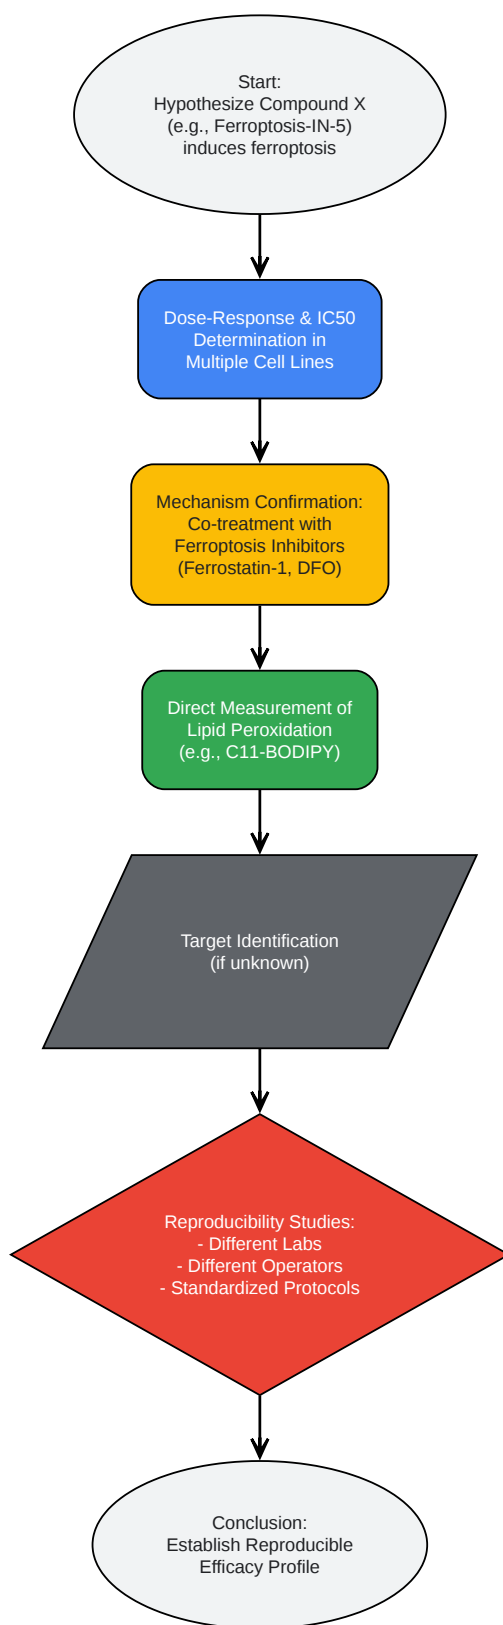 Start:
Hypothesize Compound X
(e.g., Ferroptosis-IN-5)
induces ferroptosis
Dose-Response & IC50
Determination in
Multiple Cell Lines
Mechanism Confirmation:
Co-treatment with
Ferroptosis Inhibitors
(Ferrostatin-1, DFO)
Direct Measurement of
Lipid Peroxidation
(e.g., C11-BODIPY)
Target Identification
(if unknown)
Reproducibility Studies:
- Different Labs
- Different Operators
- Standardized Protocols
Conclusion:
Establish Reproducible
Efficacy Profile